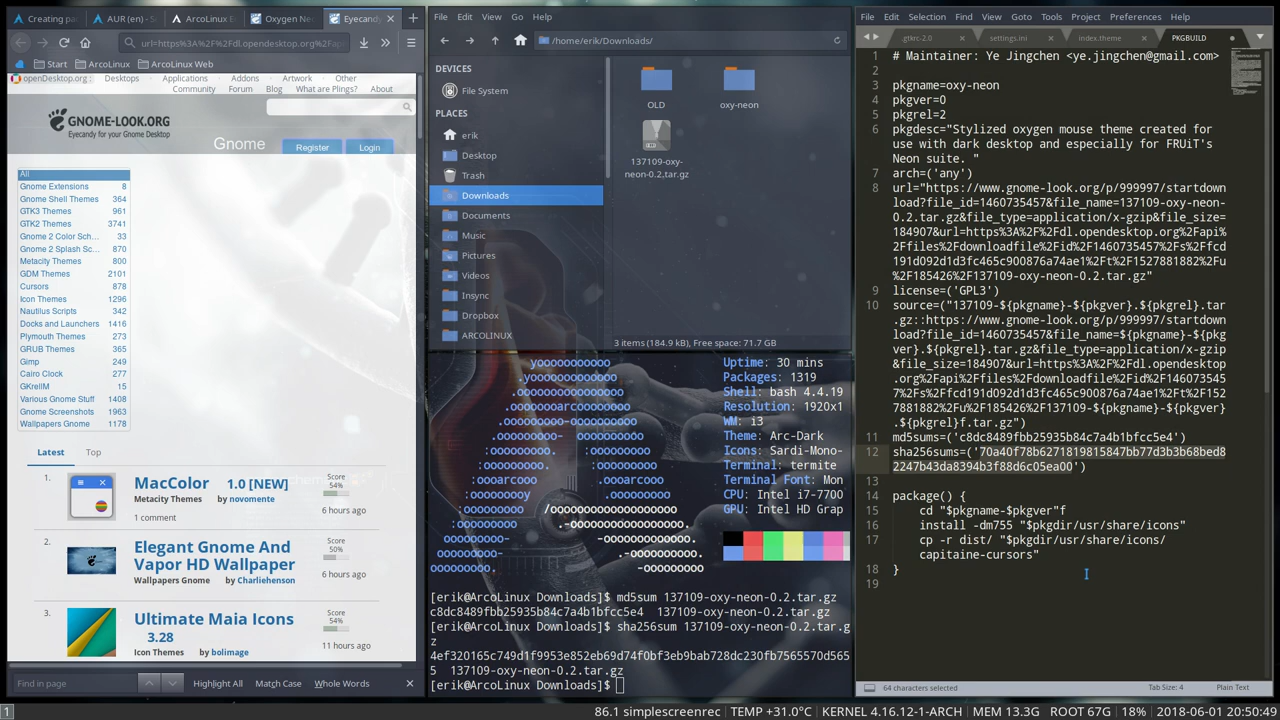 Creating pa
AUR (en) - S
ArcoLinux E
Oxygen Neo
Eyecandy fo
url=https%3A%2F%2Fdl.opendesktop.org%2Fapi
Start
ArcoLinux
ArcoLinux Web
openDesktop.org :
Desktops
Applications
Addons
Artwork
Other
Community
Forum
Blog
What are Plings?
About
GNOME-LOOK.ORG
Eyecandy for your Gnome Desktop
Gnome
Register
Login
All
Gnome Extensions 8
Gnome Shell Themes 364
GTK3 Themes 961
GTK2 Themes 3741
Gnome 2 Color Sch... 33
Gnome 2 Splash Sc... 870
Metacity Themes 800
GDM Themes 2101
Cursors 878
Icon Themes 1296
Nautilus Scripts 342
Docks and Launchers 1416
Plymouth Themes 273
GRUB Themes 365
Gimp 249
Cairo Clock 277
GKrellM 15
Various Gnome Stuff 1408
Gnome Screenshots 1963
Wallpapers Gnome 1178
Latest
Top
1.
MacColor 1.0 [NEW]
Metacity Themes by novomente
1 comment
Score
54%
6 hours ago
2.
Elegant Gnome And
Vapor HD Wallpaper
Wallpapers Gnome by Charliehenson
Score
50%
6 hours ago
3.
Ultimate Maia Icons
3.28
Icon Themes by bolimage
Score
54%
11 hours ago
Find in page
Highlight All
Match Case
Whole Words
File Edit View Go Help
/home/erik/Downloads/
DEVICES
File System
PLACES
erik
Desktop
Trash
Downloads
Documents
Music
Pictures
Videos
Insync
Dropbox
ARCOLINUX
OLD
oxy-neon
137109-oxy-
neon-0.2.tar.gz
3 items (184.9 kB), Free space: 71.7 GB
Uptime: 30 mins
Packages: 1319
Shell: bash 4.4.19
Resolution: 1920x1
WM: i3
Theme: Arc-Dark
Icons: Sardi-Mono-
Terminal: termite
Terminal Font: Mon
CPU: Intel i7-7700
GPU: Intel HD Grap
[erik@ArcoLinux Downloads]$ md5sum 137109-oxy-neon-0.2.tar.gz
c8dc8489fbb25935b84c7a4b1bfcc5e4  137109-oxy-neon-0.2.tar.gz
[erik@ArcoLinux Downloads]$ sha256sum 137109-oxy-neon-0.2.tar.g
z
4ef320165c749d1f9953e852eb69d74f0bf3eb9bab728dc230fb7565570d565
5  137109-oxy-neon-0.2.tar.gz
[erik@ArcoLinux Downloads]$
File Edit Selection Find View Goto Tools Project Preferences Help
.gtkrc-2.0
settings.ini
index.theme
PKGBUILD
1 # Maintainer: Ye Jingchen <ye.jingchen@gmail.com>
2
3 pkgname=oxy-neon
4 pkgver=0
5 pkgrel=2
6 pkgdesc="Stylized oxygen mouse theme created for
use with dark desktop and especially for FRUiT's
Neon suite. "
7 arch=('any')
8 url="https://www.gnome-look.org/p/999997/startdown
load?file_id=1460735457&file_name=137109-oxy-neon-
0.2.tar.gz&file_type=application/x-gzip&file_size=
184907&url=https%3A%2F%2Fdl.opendesktop.org%2Fapi%
2Ffiles%2Fdownloadfile%2Fid%2F1460735457%2Fs%2Ffcd
191d092d1d3fc465c900871a6c1%2Ft%2F1527881882%2Fu%
2F%2F185426%2F137109-oxy-neon-0.2.tar.gz"
9 license=('GPL3')
10 source=("137109-${pkgname}-${pkgver}.${pkgrel}.tar
.gz::https://www.gnome-look.org/p/999997/startdown
load?file_id=1460735457&file_name=${pkgname}-${pkg
ver}.${pkgrel}.tar.gz&file_type=application/x-gzip
&file_size=184907&url=https%3A%2F%2Fdl.opendesktop
.org%2Fapi%2Ffiles%2Fdownloadfile%2Fid%2F146073545
7%2Fs%2Ffcd191d092d1d3fc465c900871a6c1%2Ft%2F152
7881882%2Fu%2F185426%2F137109-${pkgname}-${pkgver}
.${pkgrel}f.tar.gz")
11 md5sums=('c8dc8489fbb25935b84c7a4b1bfcc5e4')
12 sha256sums=('70a40f78b6271819815847bb77d3b3b68bed8
2247b43da8394b3f88d6c05ea00')
13
14 package() {
15 cd "$pkgname-$pkgver"f
16 install -dm755 "$pkgdir/usr/share/icons"
17 cp -r dist/ "$pkgdir/usr/share/icons/
capitaine-cursors"
18 }
19
64 characters selected
Tab Size: 4
Plain Text
1
86.1 simplescreenrec | TEMP +31.0°C | KERNEL 4.16.12-1-ARCH | MEM 13.3G | ROOT 67G | 18% | 2018-06-01 20:50:49